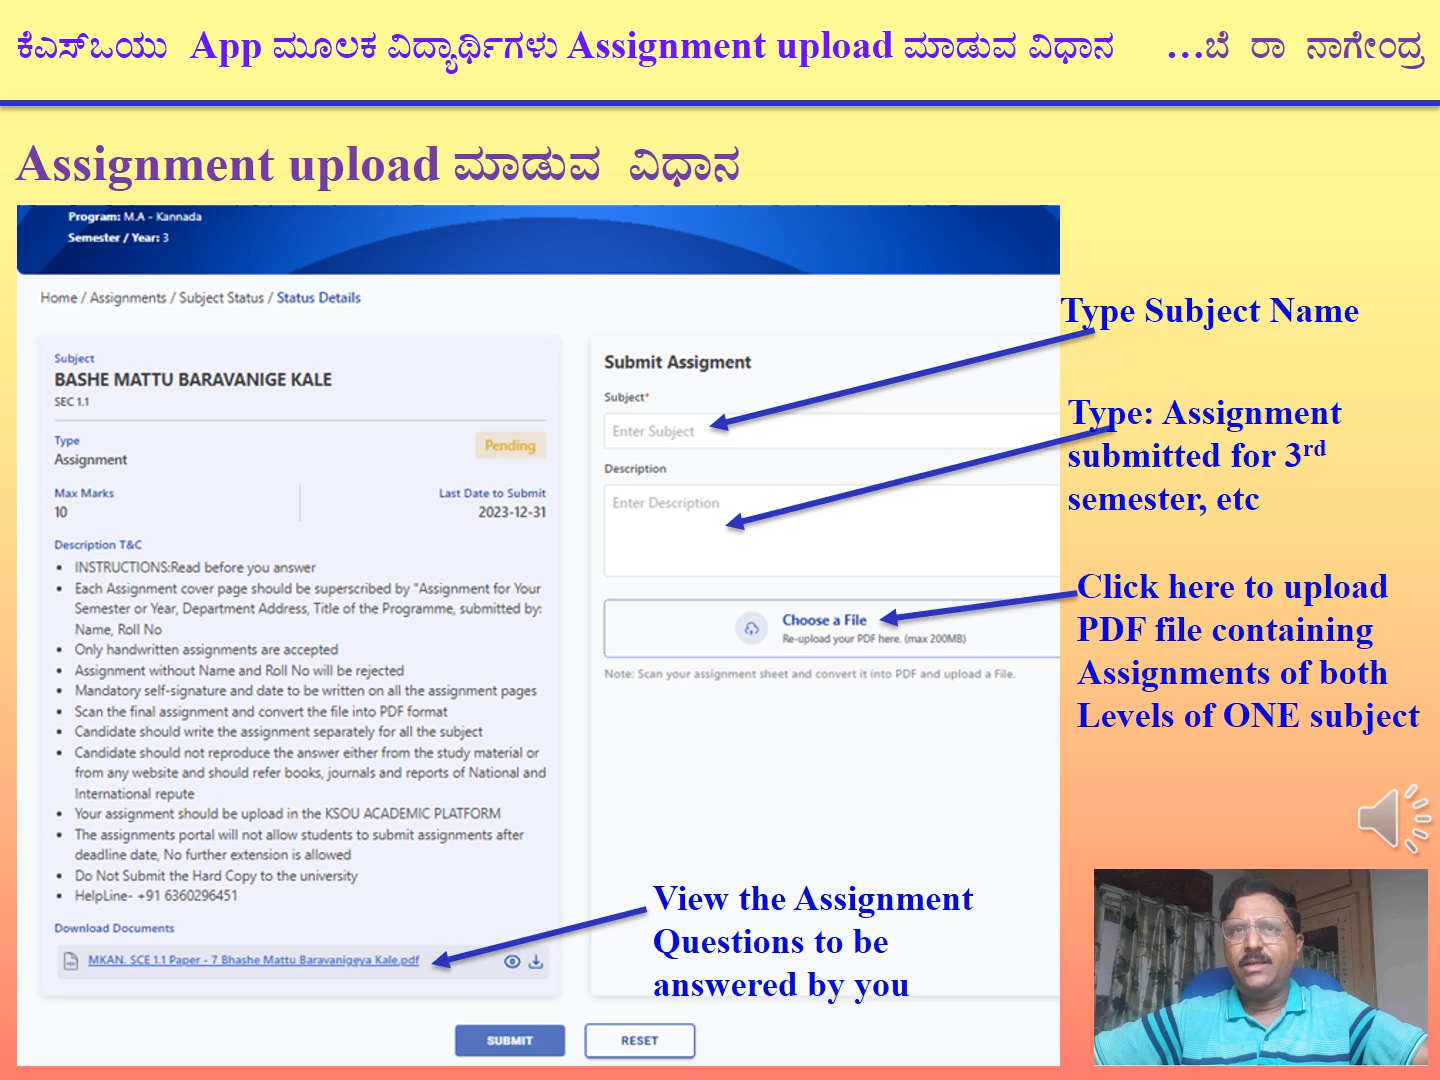 ಕೆಎಸ್ಒಯು App ಮೂಲಕ ವಿದ್ಯಾರ್ಥಿಗಳು Assignment upload ಮಾಡುವ ವಿಧಾನ ...ಬೆ ರಾ ನಾಗೇಂದ್ರ
Assignment upload ಮಾಡುವ ವಿಧಾನ
Program: M.A - Kannada
Semester / Year: 3
Home / Assignments / Subject Status / Status Details
Subject
BASHE MATTU BARAVANIGE KALE
SEC 1.1
Type
Assignment
Pending
Max Marks
10
Last Date to Submit
2023-12-31
Description T&C
• INSTRUCTIONS:Read before you answer
• Each Assignment cover page should be superscribed by "Assignment for Your
Semester or Year, Department Address, Title of the Programme, submitted by:
Name, Roll No
• Only handwritten assignments are accepted
• Assignment without Name and Roll No will be rejected
• Mandatory self-signature and date to be written on all the assignment pages
• Scan the final assignment and convert the file into PDF format
• Candidate should write the assignment separately for all the subject
• Candidate should not reproduce the answer either from the study material or
from any website and should refer books, journals and reports of National and
International repute
• Your assignment should be upload in the KSOU ACADEMIC PLATFORM
• The assignments portal will not allow students to submit assignments after
deadline date, No further extension is allowed
• Do Not Submit the Hard Copy to the university
• HelpLine- +91 6360296451
Download Documents
MKAN. SCE 1.1 Paper - 7 Bhashe Mattu Baravanigeya Kale.pdf
Submit Assigment
Subject*
Enter Subject
Description
Enter Description
Choose a File
Re-upload your PDF here. (max 200MB)
Note: Scan your assignment sheet and convert it into PDF and upload a File.
SUBMIT
RESET
Type Subject Name
Type: Assignment
submitted for 3rd
semester, etc
Click here to upload
PDF file containing
Assignments of both
Levels of ONE subject
View the Assignment
Questions to be
answered by you